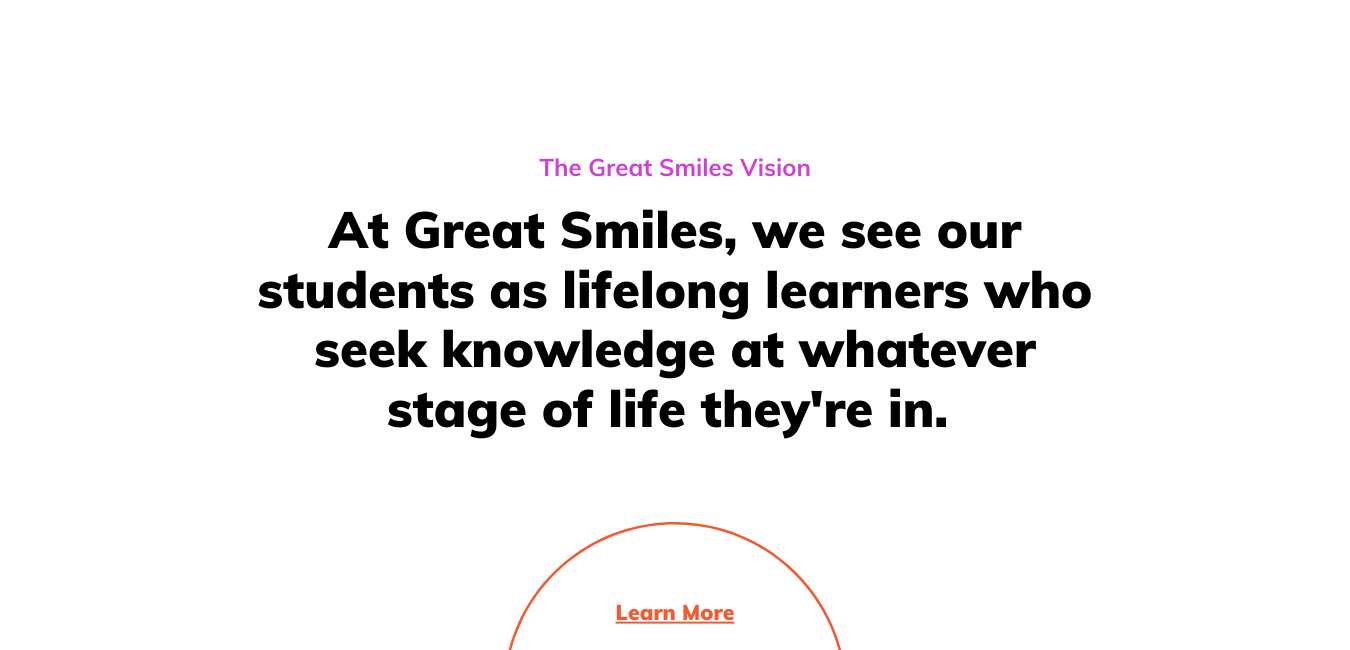 The Great Smiles Vision
At Great Smiles, we see our
students as lifelong learners who
seek knowledge at whatever
stage of life they're in.
Learn More